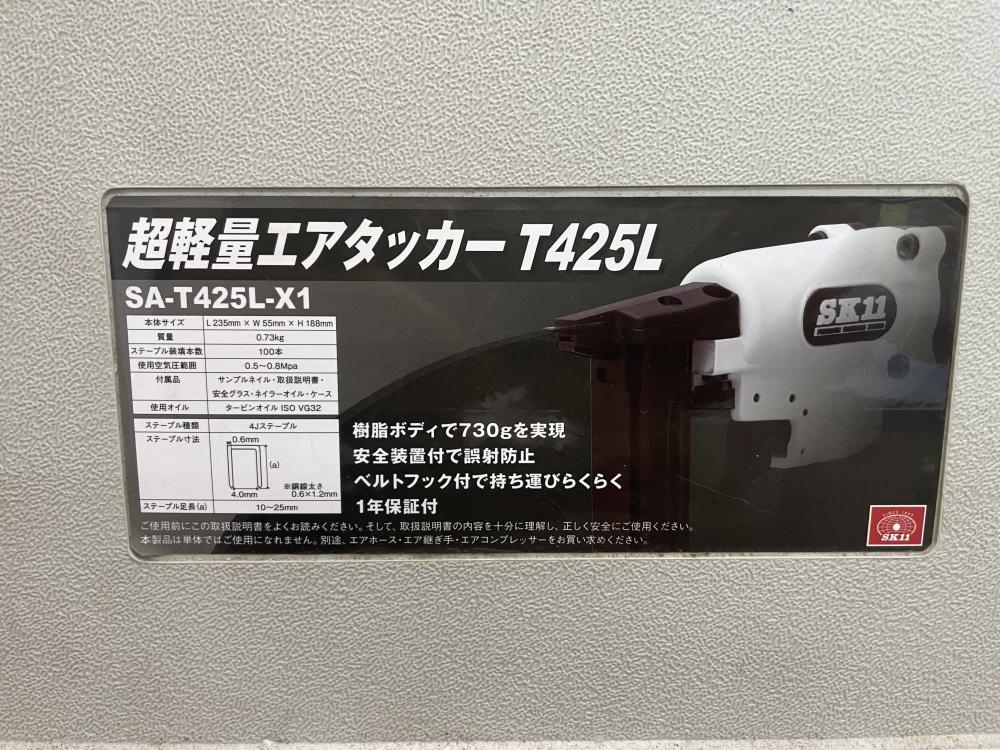 超軽量エアタッカー T425L
SA-T425L-X1
本体サイズ L 235mm × W 55mm × H 188mm
質量 0.73kg
ステープル装填本数 100本
使用空気圧範囲 0.5～0.8Mpa
付属品 サンプルネイル・取扱説明書・
安全グラス・ネイラーオイル・ケース
使用オイル タービンオイル ISO VG32
ステープル種類 4Jステープル
ステープル寸法 0.6mm
(a)
※鋼線太さ
4.0mm 0.6×1.2mm
ステープル足長(a) 10～25mm
SK11
樹脂ボディで730gを実現
安全装置付で誤射防止
ベルトフック付で持ち運びらくらく
1年保証付
ご使用前にこの取扱説明書をよくお読みください。そして、取扱説明書の内容を十分に理解し、正しく安全にご使用ください。
本製品は単体ではご使用になれません。別途、エアホース・エア継ぎ手・エアコンプレッサーをお買い求めください。
SINCE 1967
SK11